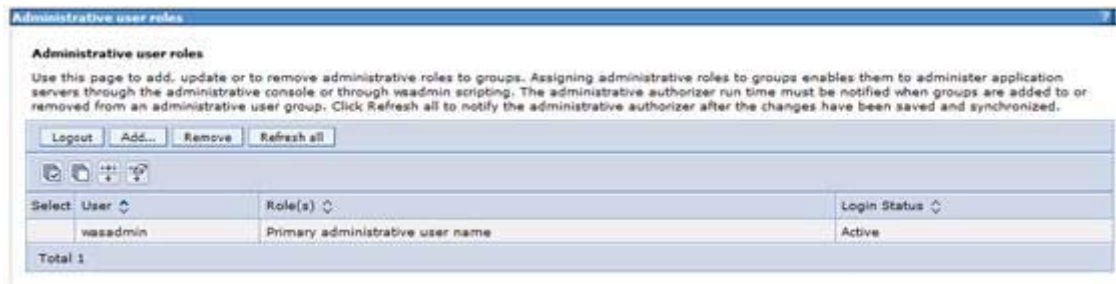 Administrative user roles ?
Administrative user roles
Use this page to add, update or to remove administrative roles to groups. Assigning administrative roles to groups enables them to administer application
servers through the administrative console or through wsadmin scripting. The administrative authorizer run time must be notified when groups are added to or
removed from an administrative user group. Click Refresh all to notify the administrative authorizer after the changes have been saved and synchronized.
Logout Add... Remove Refresh all
Select User Role(s) Login Status
wasadmin Primary administrative user name Active
Total 1